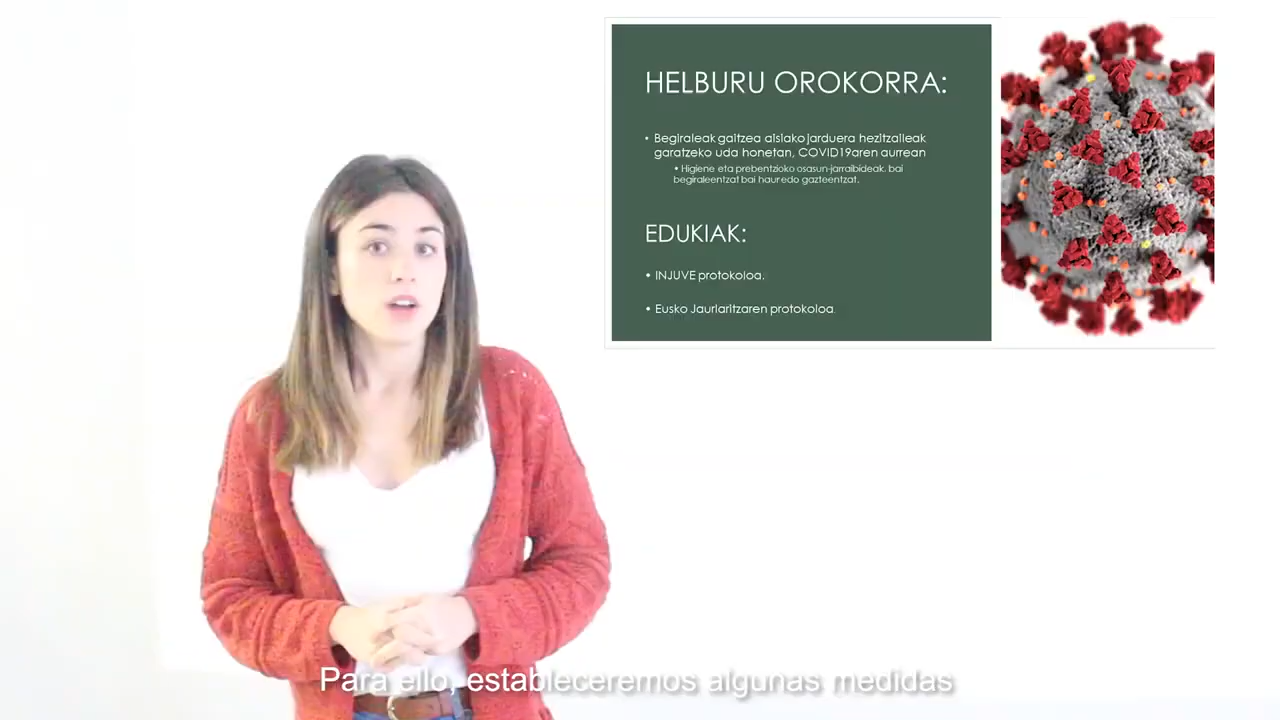 HELBURU OROKORRA:
• Begiraleak gaitzea aisiako jarduera hezitzaileak
garatzeko uda honetan, COVID19aren aurrean
• Higiene eta prebentzioko osasun-jarraibideak, bai
begiraleentzat bai haur edo gazteentzat.
EDUKIAK:
• INJUVE protokoloa.
• Eusko Jaurlaritzaren protokoloa.
Para ello, estableceremos algunas medidas